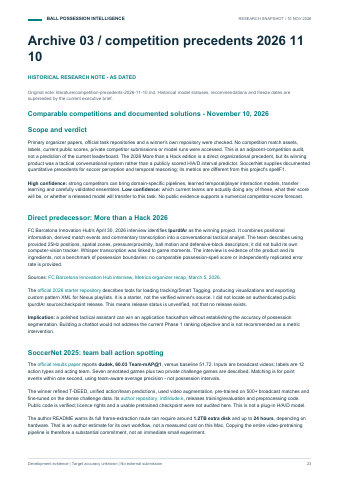 BALL POSSESSION INTELLIGENCE
RESEARCH SNAPSHOT / 10 NOV 2026
Archive 03 / competition precedents 2026 11
10
HISTORICAL RESEARCH NOTE - AS DATED
Original note: literature/competition-precedents-2026-11-10.md. Historical model statuses, recommendations and freeze dates are
superseded by the current executive brief.
Comparable competitions and documented solutions - November 10, 2026
Scope and verdict
Primary organizer papers, official task repositories and a winner's own repository were checked. No competition match assets,
labels, current public scores, private competitor submissions or model runs were accessed. This is an adjacent-competition audit,
not a prediction of the current leaderboard. The 2026 More than a Hack edition is a direct organizational precedent, but its winning
product was a tactical conversational system rather than a publicly scored H/A/D interval predictor. SoccerNet supplies documented
quantitative precedents for soccer perception and temporal reasoning; its metrics are different from this project's
High confidence: strong competitors can bring domain-specific pipelines, learned temporal/player interaction models, transfer
learning and carefully validated ensembles. Low confidence: which current teams are actually doing any of these, what their score
will be, or whether a released model will transfer to this task. No public evidence supports a numerical competitor-score forecast.
Direct predecessor: More than a Hack 2026
FC Barcelona Innovation Hub's April 30, 2026 interview identifies as the winning project. It combines positional
information, derived match events and commentary transcription into a conversational tactical analyst. The team describes using
provided 25Hz positions, spatial zones, pressure/proximity, ball motion and defensive-block descriptors; it did not build its own
computer-vision tracker. Whisper transcription was linked to game moments. The interview is evidence of the product and its
ingredients, not a benchmark of possession boundaries: no comparable possession-spell score or independently replicated error
rate is provided.
Sources: FC Barcelona Innovation Hub interview, Metrica organizer recap, March 5, 2026.
The official 2026 starter repository describes tasks for loading tracking/Smart Tagging, producing visualizations and exporting
custom pattern XML for Nexus playlists. It is a starter, not the verified winner's source. I did not locate an authenticated public
source/checkpoint release. This means release status is unverified, not that no release exists.
Implication: a polished tactical assistant can win an application hackathon without establishing the accuracy of possession
segmentation. Building a chatbot would not address the current Phase 1 ranking objective and is not recommended as a metric
intervention.
SoccerNet 2025: team ball action spotting
The official results paper reports 60.03 Team-mAP@1, versus baseline 51.72. Inputs are broadcast videos; labels are 12
action types and acting team. Seven annotated games plus two private challenge games are described. Matching is for point
events within one second, using team-aware average precision - not possession intervals.
The winner refined T-DEED, unified action/team predictions, used video augmentation, pre-trained on 500+ broadcast matches and
fine-tuned on the dense challenge data. Its author repository, releases training/evaluation and postprocessing.
Public code is verified; licence rights and a usable pretrained checkpoint were not audited here. This is not a plug-in H/A/D model.
The author README warns its full frame-extraction route can require around 1.2TB extra disk and up to 24 hours, depending on
hardware. That is an author estimate for its own workflow, not a measured cost on this Mac. Copying the entire video-pretraining
pipeline is therefore a substantial commitment, not an immediate small experiment.
Development evidence | Target accuracy unknown | No external submission
23